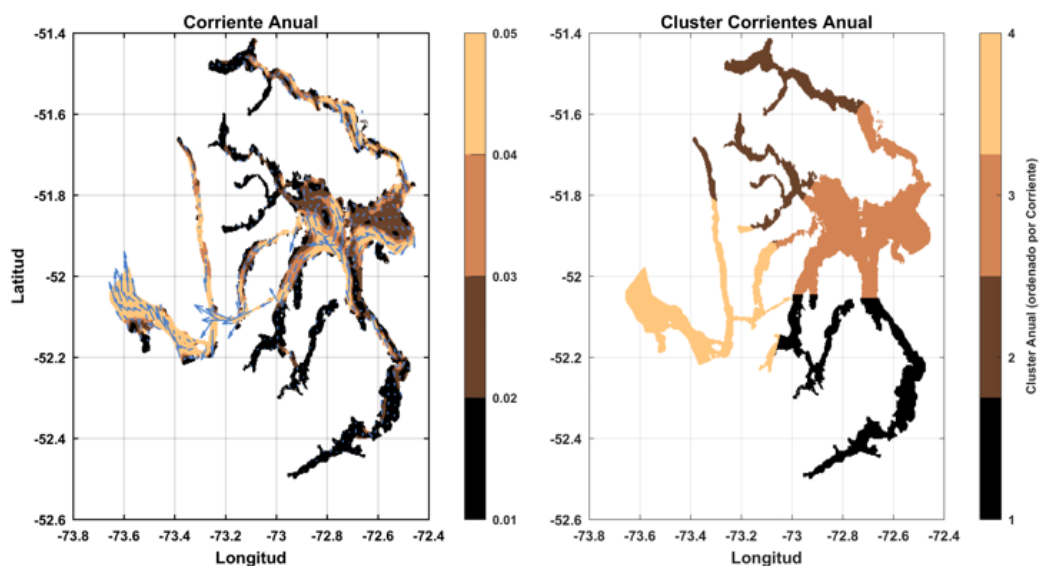 Corriente Anual
Cluster Corrientes Anual
-51.4
-51.6
-51.8
-52
-52.2
-52.4
-52.6
Latitud
-73.8 -73.6 -73.4 -73.2 -73 -72.8 -72.6 -72.4
Longitud
0.05
0.04
0.03
0.02
0.01
-51.4
-51.6
-51.8
-52
-52.2
-52.4
-52.6
-73.8 -73.6 -73.4 -73.2 -73 -72.8 -72.6 -72.4
Longitud
4
3
2
1
Cluster Anual (ordenado por Corriente)